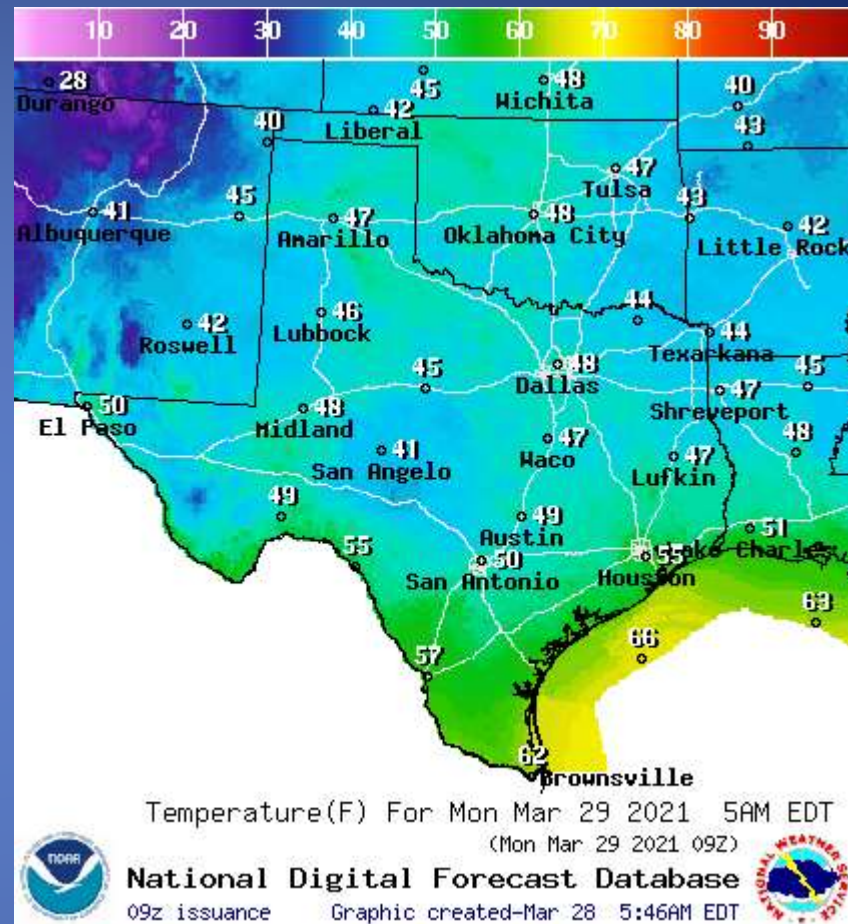 10 20 30 40 50 60 70 80 90
28 45 48 40
Durango Wichita
42
Liberal
40 43
47
Tulsa
41 45 47 48 43 42
Albuquerque Amarillo Oklahoma City Little Rock
42 46 44 44
Roswell Lubbock Texarkana
45 48 47 45
Dallas Shreveport
50 48
El Paso Midland
41 47 47 48
San Angelo Waco Lufkin
49 49 51
Austin Lake Charles
55 50 55
San Antonio Houston
63
57 66
62
Brownsville
Temperature(F) For Mon Mar 29 2021 5AM EDT
(Mon Mar 29 2021 09Z)
NOAA
NATIONAL WEATHER SERVICE
National Digital Forecast Database
09z issuance Graphic created-Mar 28 5:46AM EDT